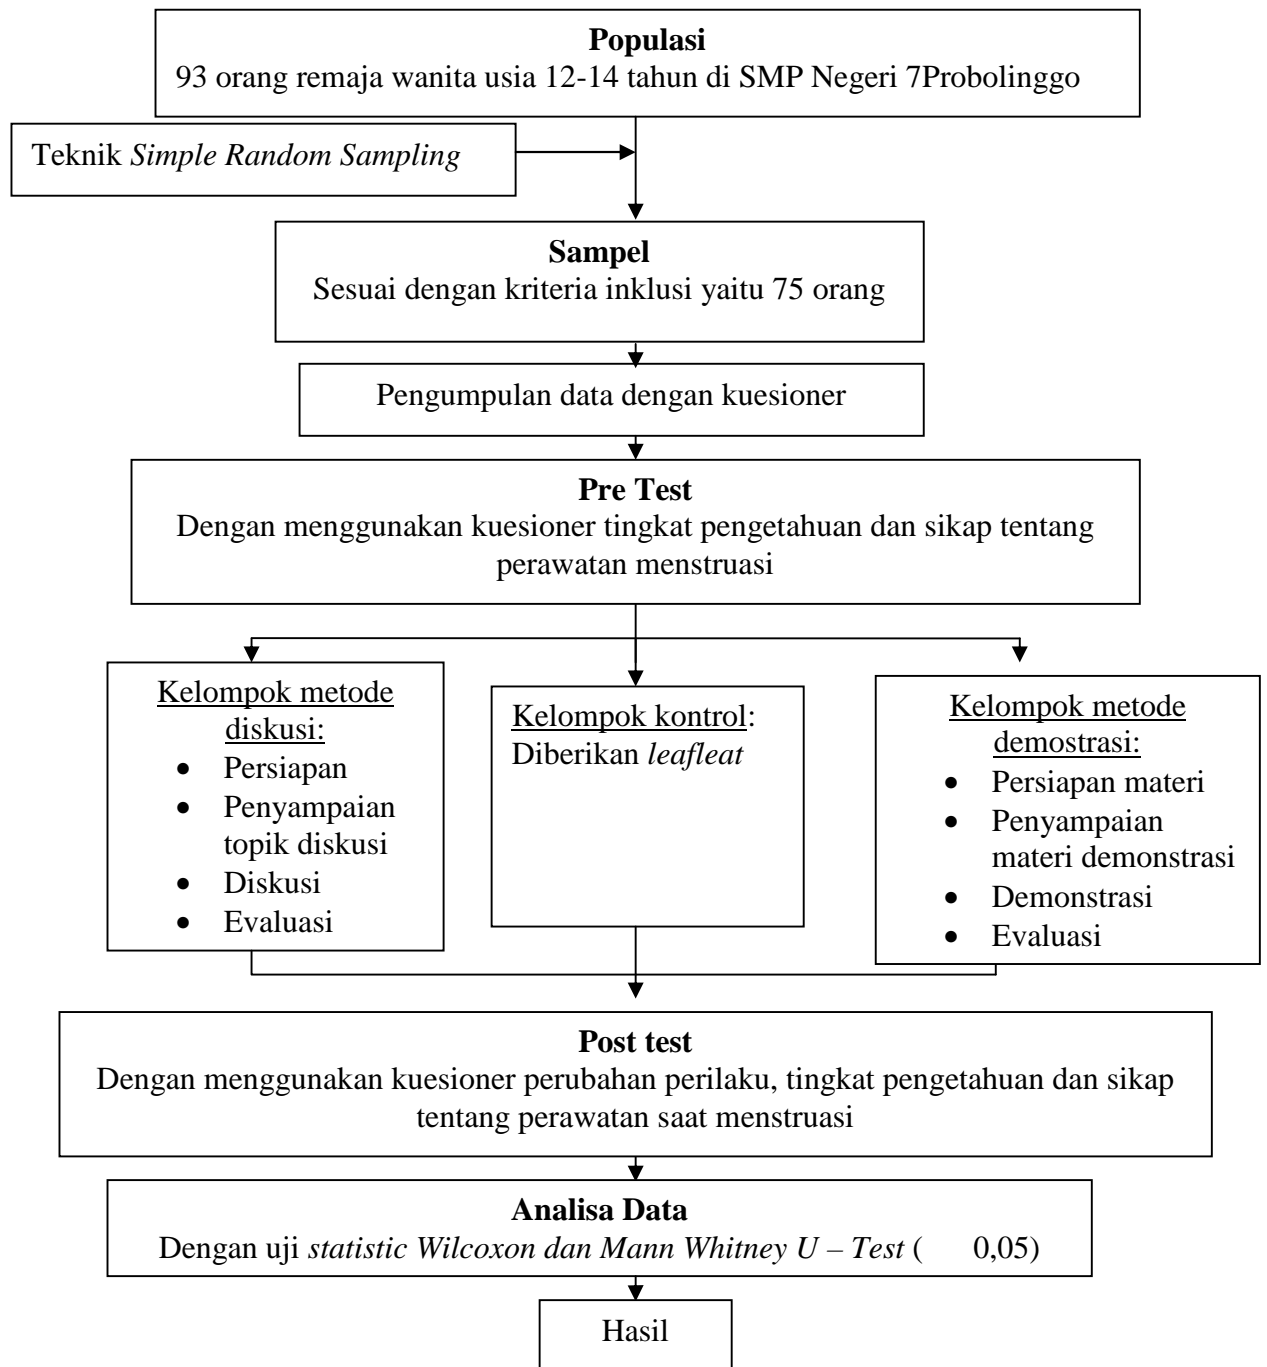 Populasi
93 orang remaja wanita usia 12-14 tahun di SMP Negeri 7Probolinggo
Teknik Simple Random Sampling
Sampel
Sesuai dengan kriteria inklusi yaitu 75 orang
Pengumpulan data dengan kuesioner
Pre Test
Dengan menggunakan kuesioner tingkat pengetahuan dan sikap tentang
perawatan menstruasi
Kelompok metode
diskusi:
• Persiapan
• Penyampaian
topik diskusi
• Diskusi
• Evaluasi
Kelompok kontrol:
Diberikan leafleat
Kelompok metode
demostrasi:
• Persiapan materi
• Penyampaian
materi demonstrasi
• Demonstrasi
• Evaluasi
Post test
Dengan menggunakan kuesioner perubahan perilaku, tingkat pengetahuan dan sikap
tentang perawatan saat menstruasi
Analisa Data
Dengan uji statistic Wilcoxon dan Mann Whitney U – Test ( 0,05)
Hasil